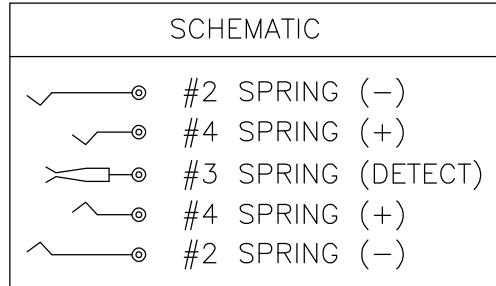 SCHEMATIC
#2 SPRING (−)
#4 SPRING (+)
#3 SPRING (DETECT)
#4 SPRING (+)
#2 SPRING (−)